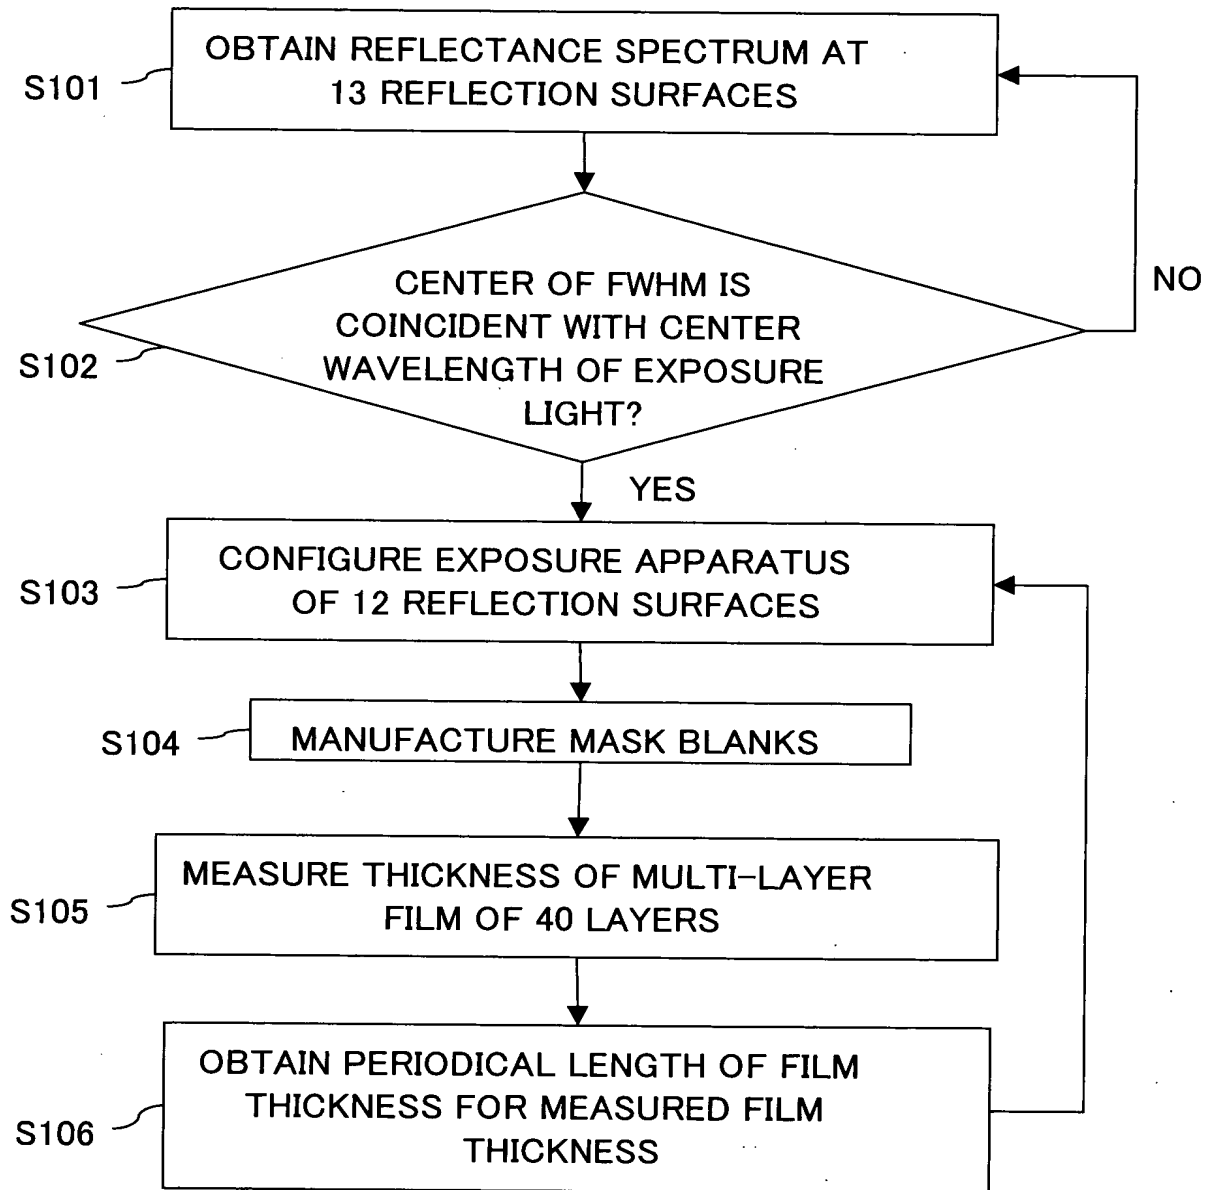 S101
OBTAIN REFLECTANCE SPECTRUM AT
13 REFLECTION SURFACES
S102
CENTER OF FWHM IS
COINCIDENT WITH CENTER
WAVELENGTH OF EXPOSURE
LIGHT?
NO
YES
S103
CONFIGURE EXPOSURE APPARATUS
OF 12 REFLECTION SURFACES
S104
MANUFACTURE MASK BLANKS
S105
MEASURE THICKNESS OF MULTI-LAYER
FILM OF 40 LAYERS
S106
OBTAIN PERIODICAL LENGTH OF FILM
THICKNESS FOR MEASURED FILM
THICKNESS